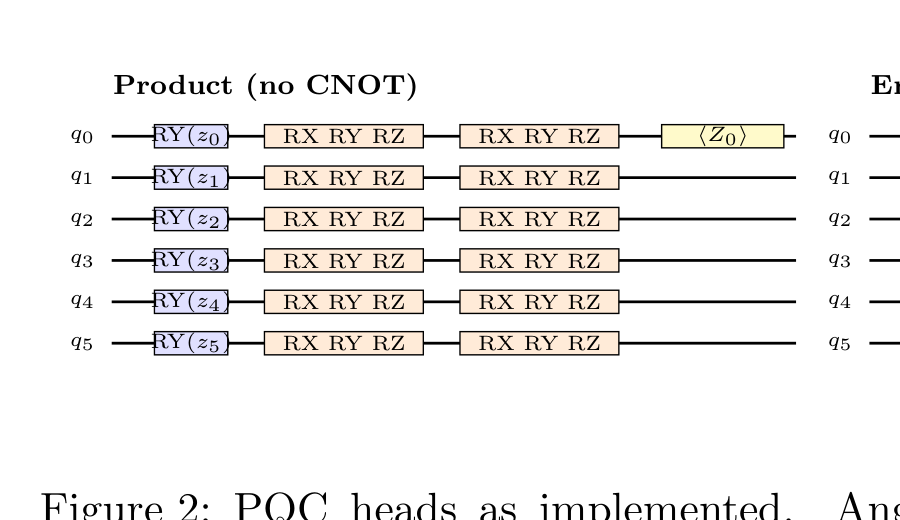 Product (no CNOT) En
q₀ RY(z₀) RX RY RZ RX RY RZ ⟨Z₀⟩ q₀
q₁ RY(z₁) RX RY RZ RX RY RZ q₁
q₂ RY(z₂) RX RY RZ RX RY RZ q₂
q₃ RY(z₃) RX RY RZ RX RY RZ q₃
q₄ RY(z₄) RX RY RZ RX RY RZ q₄
q₅ RY(z₅) RX RY RZ RX RY RZ q₅
Figure 2: PQC heads as implemented. Ang